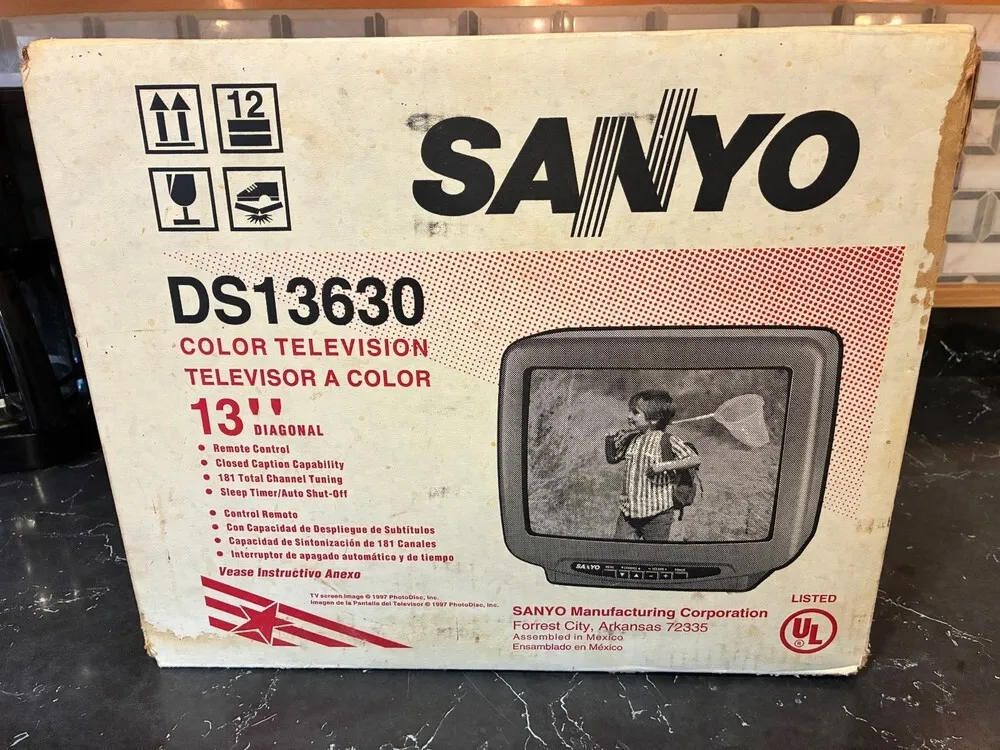 12
SANYO
DS13630
COLOR TELEVISION
TELEVISOR A COLOR
13'' DIAGONAL
• Remote Control
• Closed Caption Capability
• 181 Total Channel Tuning
• Sleep Timer/Auto Shut-Off
• Control Remoto
• Con Capacidad de Despliegue de Subtítulos
• Capacidad de Sintonización de 181 Canales
• Interruptor de apagado automático y de tiempo
Vease Instructivo Anexo
TV screen image © 1997 PhotoDisc, Inc.
Imagen de la Pantalla del Televisor © 1997 PhotoDisc, Inc.
SANYO
SANYO Manufacturing Corporation
Forrest City, Arkansas 72335
Assembled in Mexico
Ensamblado en México
LISTED
UL
®